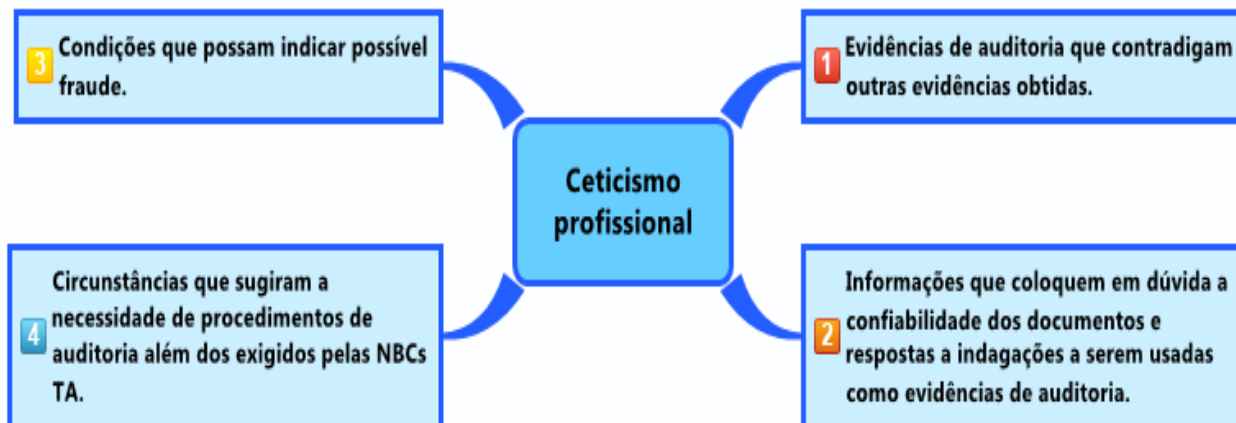 Ceticismo
profissional
1 Evidências de auditoria que contradigam
outras evidências obtidas.
2 Informações que coloquem em dúvida a
confiabilidade dos documentos e
respostas a indagações a serem usadas
como evidências de auditoria.
3 Condições que possam indicar possível
fraude.
4 Circunstâncias que sugiram a
necessidade de procedimentos de
auditoria além dos exigidos pelas NBCs
TA.